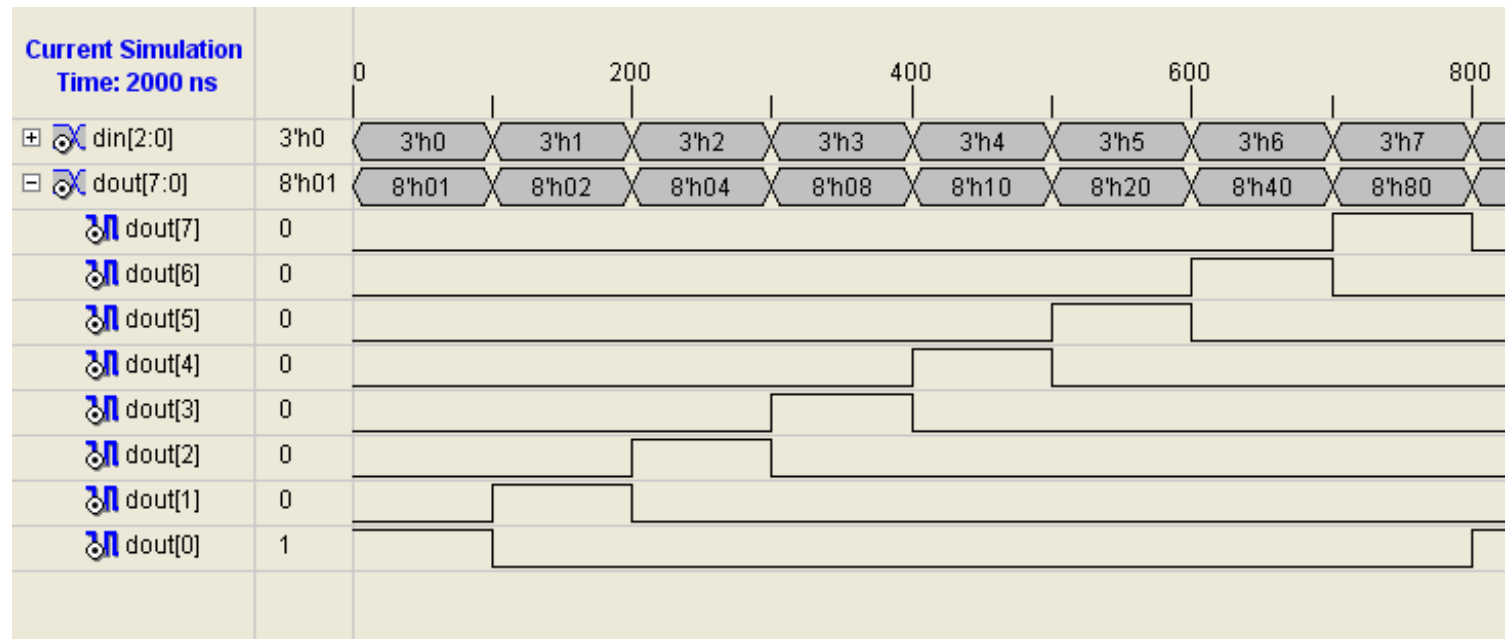 Current Simulation
Time: 2000 ns
0 200 400 600 800
din[2:0] 3'h0 3'h0 3'h1 3'h2 3'h3 3'h4 3'h5 3'h6 3'h7
dout[7:0] 8'h01 8'h01 8'h02 8'h04 8'h08 8'h10 8'h20 8'h40 8'h80
dout[7] 0
dout[6] 0
dout[5] 0
dout[4] 0
dout[3] 0
dout[2] 0
dout[1] 0
dout[0] 1